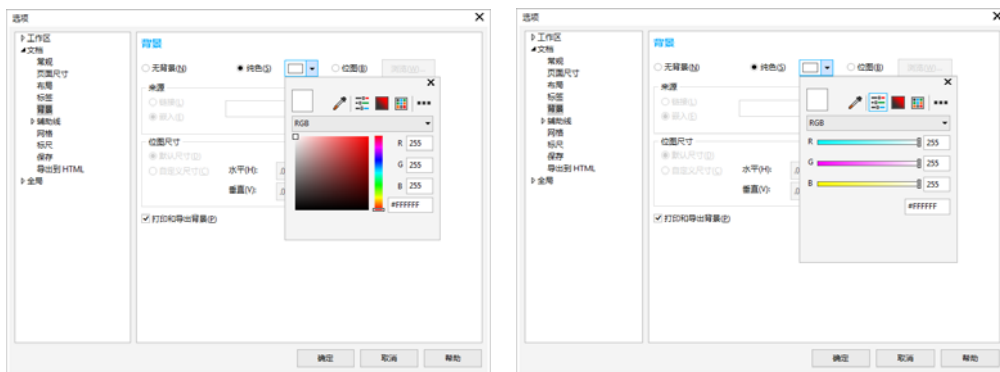 选项
工作区
文档
常规
页面尺寸
布局
标签
背景
辅助线
网格
标尺
保存
导出到 HTML
全局
背景
无背景(N)
纯色(S)
位图(B)
浏览(W)...
来源
链接(L)
嵌入(E)
位图尺寸
默认尺寸(D)
自定义尺寸(C)
水平(H):
垂直(V):
打印和导出背景(P)
RGB
R 255
G 255
B 255
#FFFFFF
确定 取消 帮助
选项
工作区
文档
常规
页面尺寸
布局
标签
背景
辅助线
网格
标尺
保存
导出到 HTML
全局
背景
无背景(N)
纯色(S)
位图(B)
浏览(W)...
来源
链接(L)
嵌入(E)
位图尺寸
默认尺寸(D)
自定义尺寸(C)
水平(H):
垂直(V):
打印和导出背景(P)
RGB
R 255
G 255
B 255
#FFFFFF
确定 取消 帮助